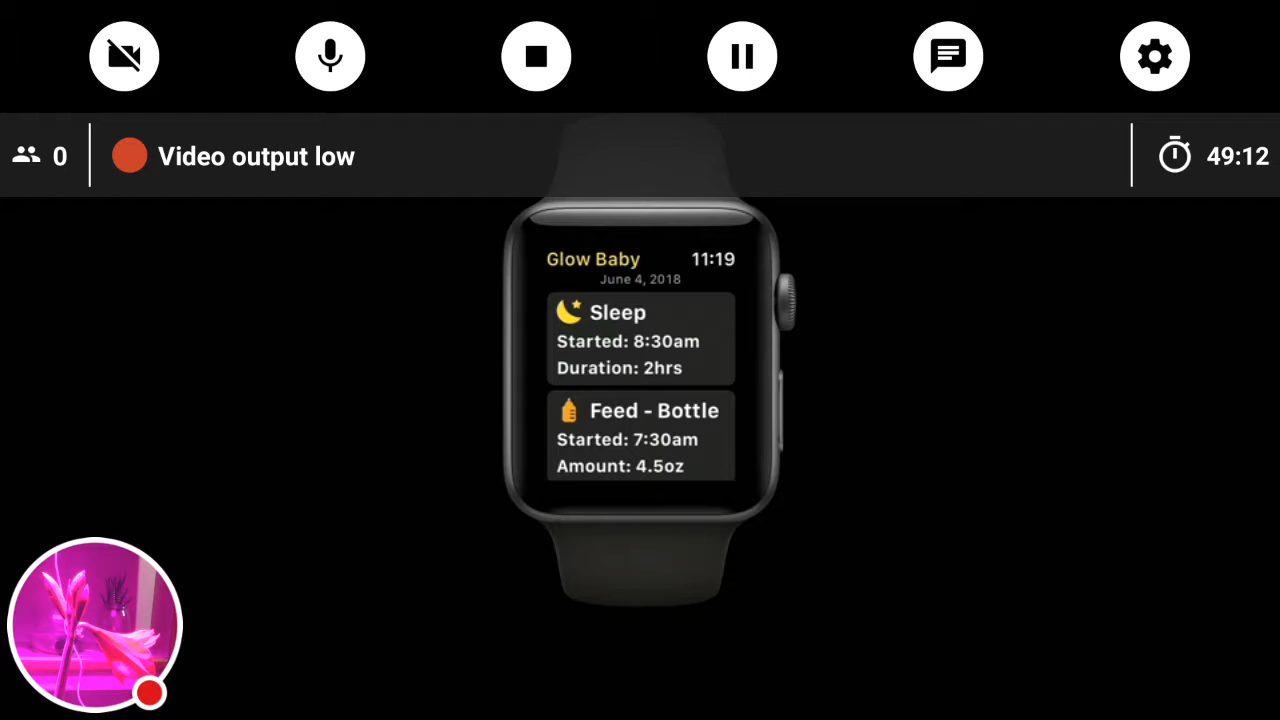 0
Video output low
49:12
Glow Baby
11:19
June 4, 2018
Sleep
Started: 8:30am
Duration: 2hrs
Feed - Bottle
Started: 7:30am
Amount: 4.5oz